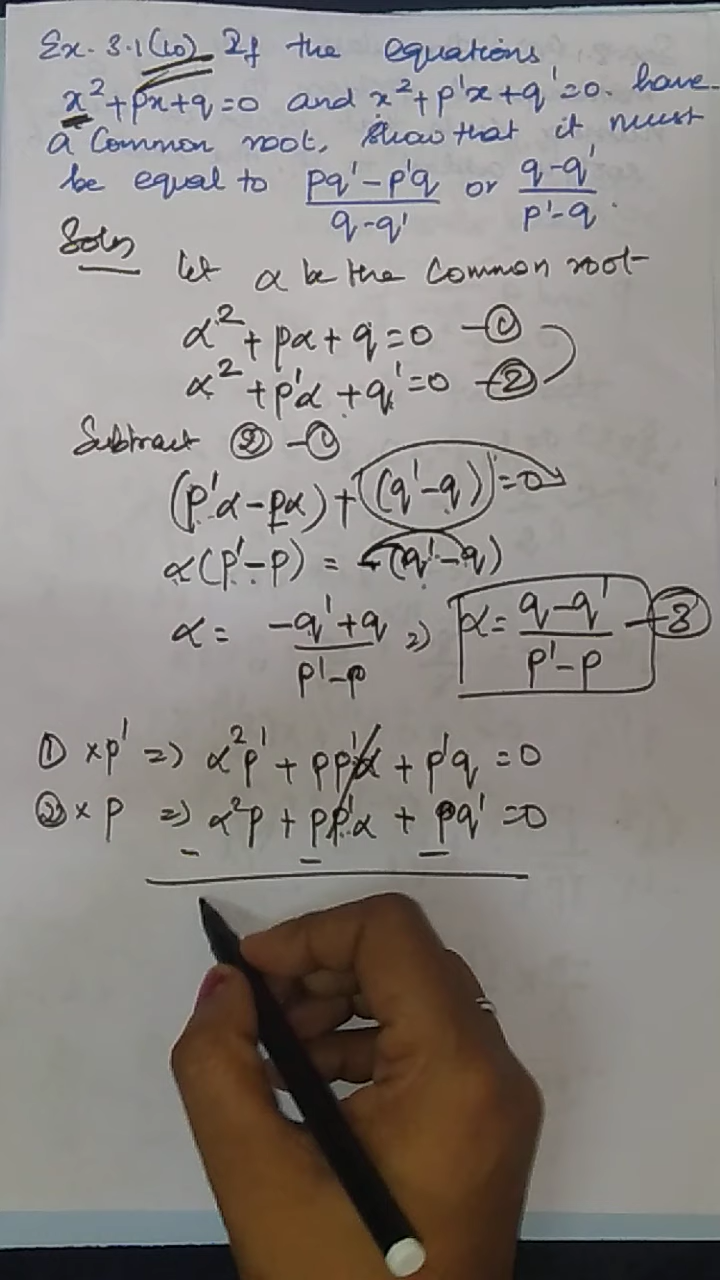 Ex. 3.1 (10) If the equations
x² + px + q = 0 and x² + p'x + q' = 0. have
a Common root, show that it must
be equal to (pq' - p'q)/(q - q') or (q - q')/(p' - q).
Soln let α be the Common root
α² + pα + q = 0 -①
α² + p'α + q' = 0 -②
Subtract ② - ①
(p'α - pα) + (q' - q) = 0
α(p' - p) = -(q' - q)
α = (-q' + q)/(p' - p) ⇒ α = (q - q')/(p' - p) -③
① × p' ⇒ α²p' + pp'α + p'q = 0
② × p ⇒ α²p + pp'α + pq' = 0
- - -